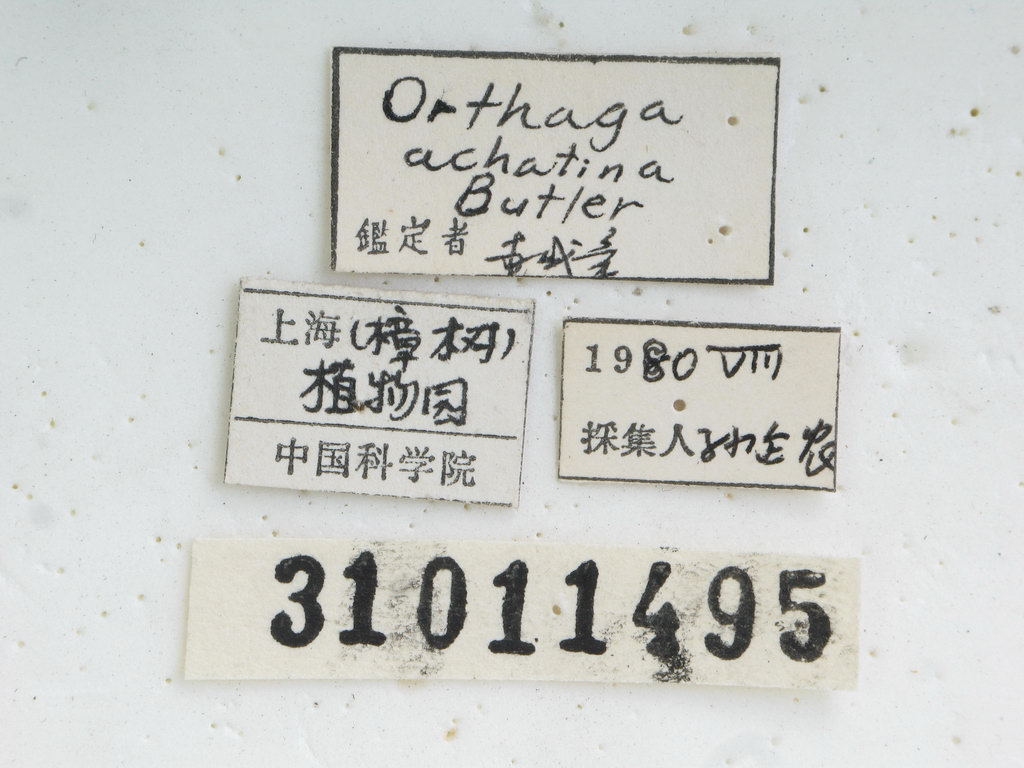 Orthaga
achatina
Butler
鑑定者
上海(樟树)
植物园
中国科学院
1980 VIII
採集人
31011495